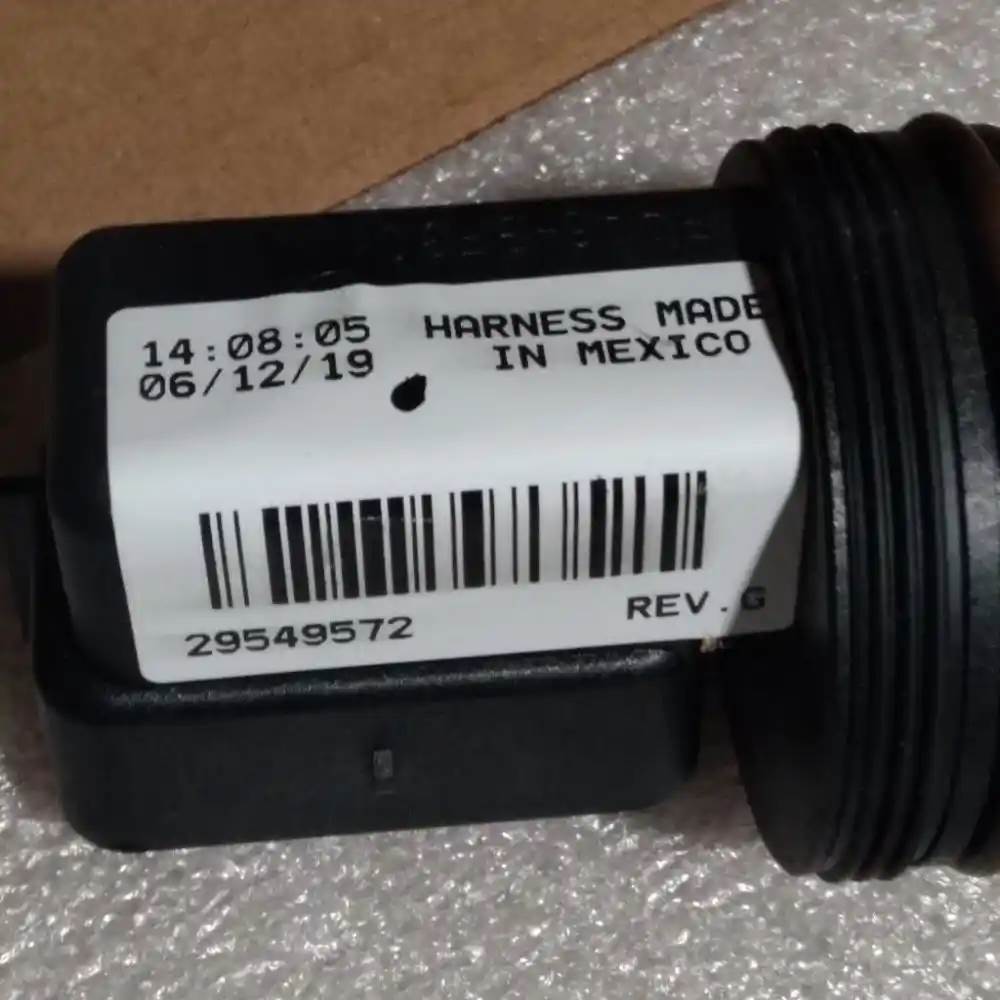 14:08:05 HARNESS MADE
06/12/19 IN MEXICO
29549572 REV.G